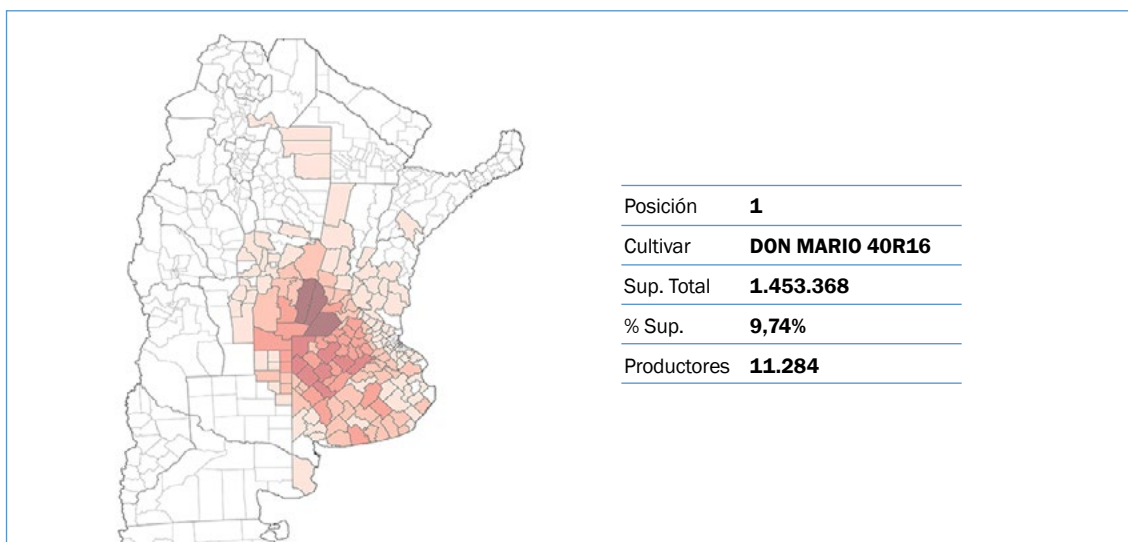 Posición 1
Cultivar DON MARIO 40R16
Sup. Total 1.453.368
% Sup. 9,74%
Productores 11.284